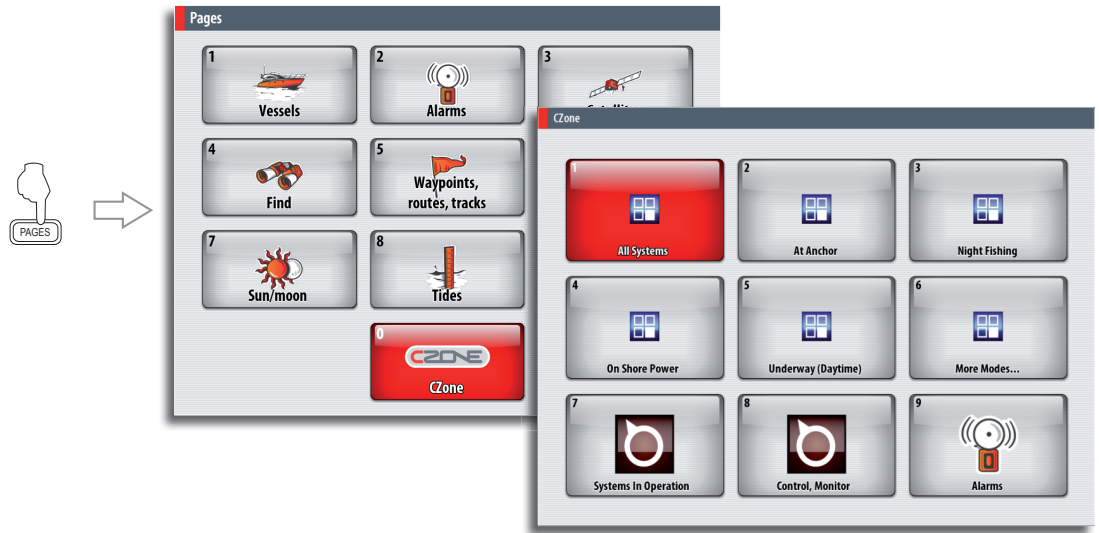 PAGES
Pages
1
Vessels
2
Alarms
3
4
Find
5
Waypoints,
routes, tracks
7
Sun/moon
8
Tides
0
CZONE
CZone
CZone
1
All Systems
2
At Anchor
3
Night Fishing
4
On Shore Power
5
Underway (Daytime)
6
More Modes...
7
Systems In Operation
8
Control, Monitor
9
Alarms